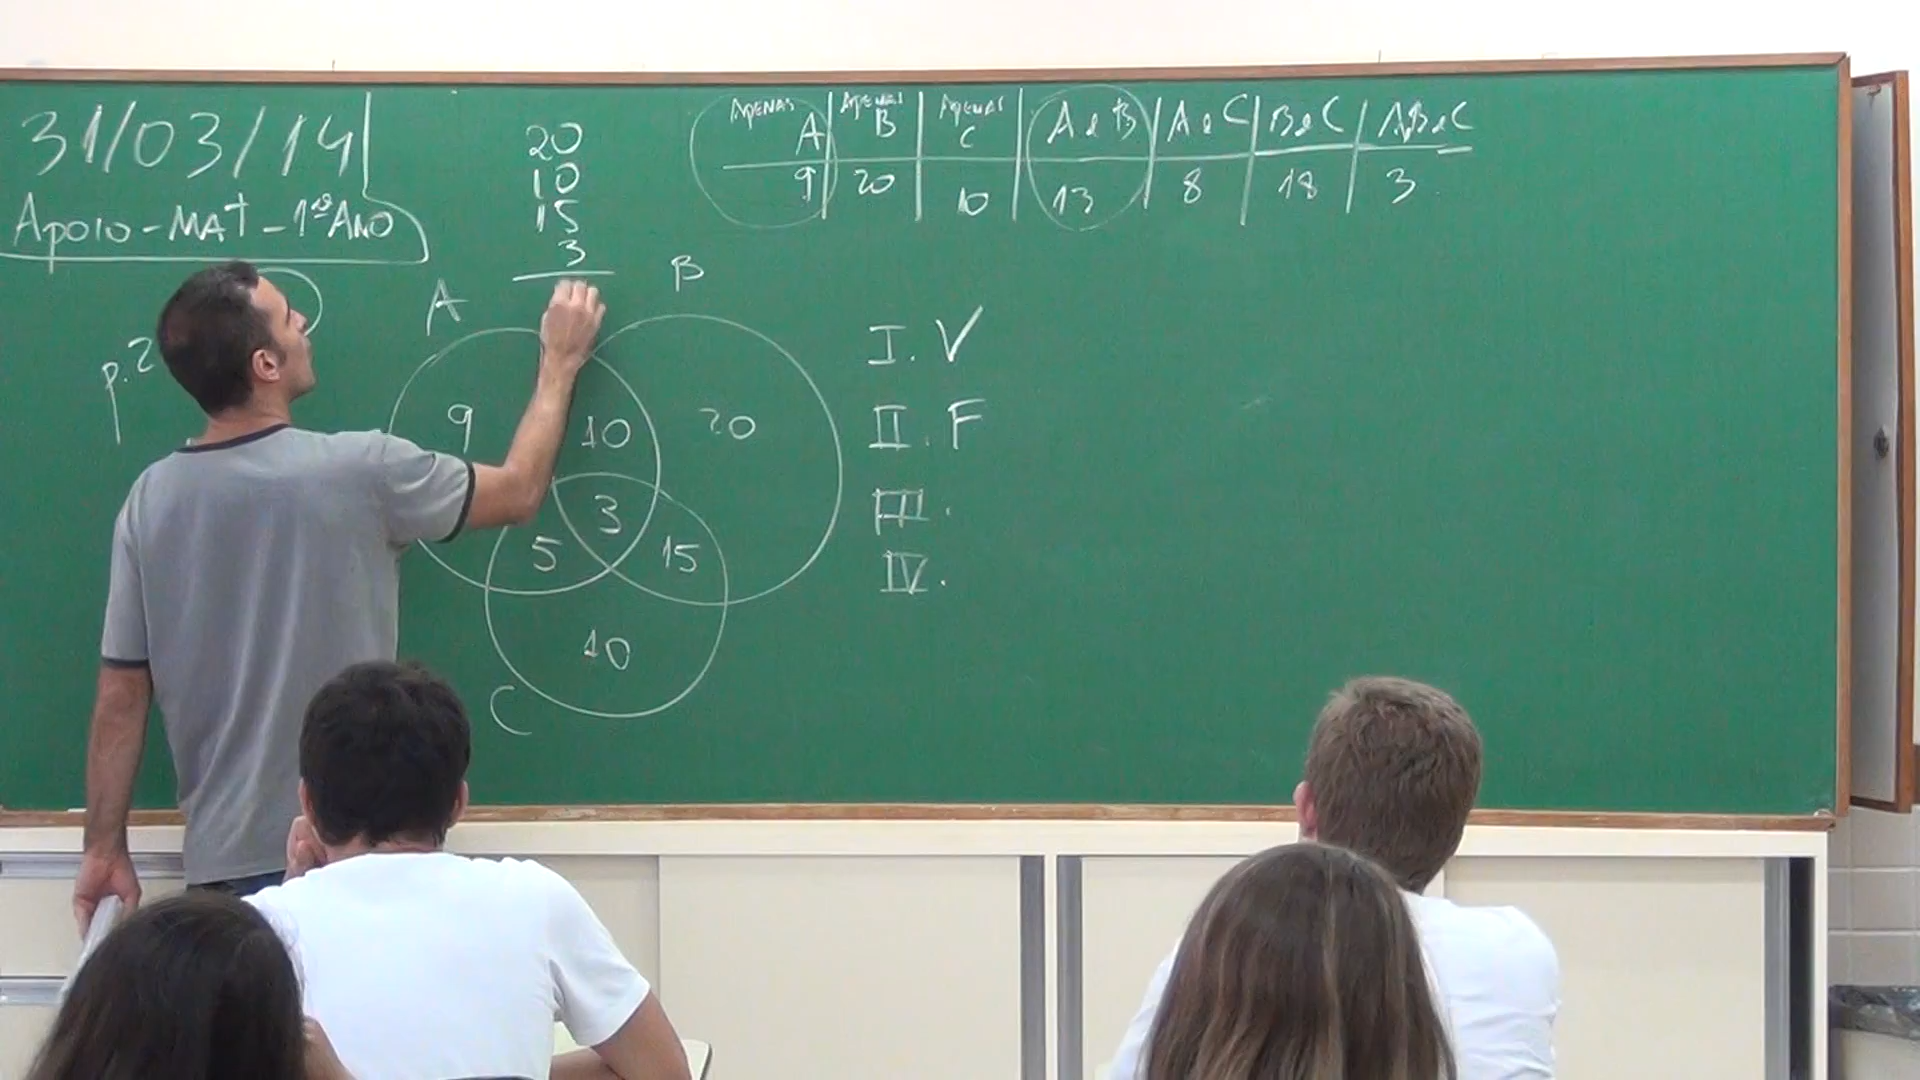 31/03/14
Apoio - MAT - 1º ANO
20
10
15
3
APENAS A | APENAS B | APENAS C | A e B | A e C | B e C | A,B e C
9 | 20 | 10 | 13 | 8 | 18 | 3
p.2
A
B
9
10
20
3
5
15
10
C
I. V
II. F
III.
IV.